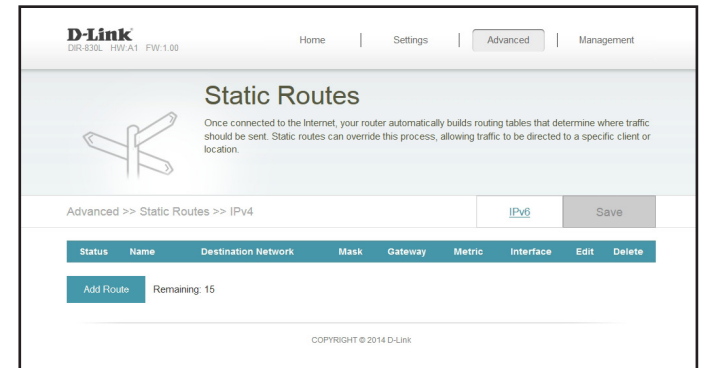 D-Link
DIR-830L HW:A1 FW:1.00
Home | Settings | Advanced | Management
Static Routes
Once connected to the Internet, your router automatically builds routing tables that determine where traffic
should be sent. Static routes can override this process, allowing traffic to be directed to a specific client or
location.
Advanced >> Static Routes >> IPv4
IPv6
Save
Status Name Destination Network Mask Gateway Metric Interface Edit Delete
Add Route Remaining: 15
COPYRIGHT © 2014 D-Link